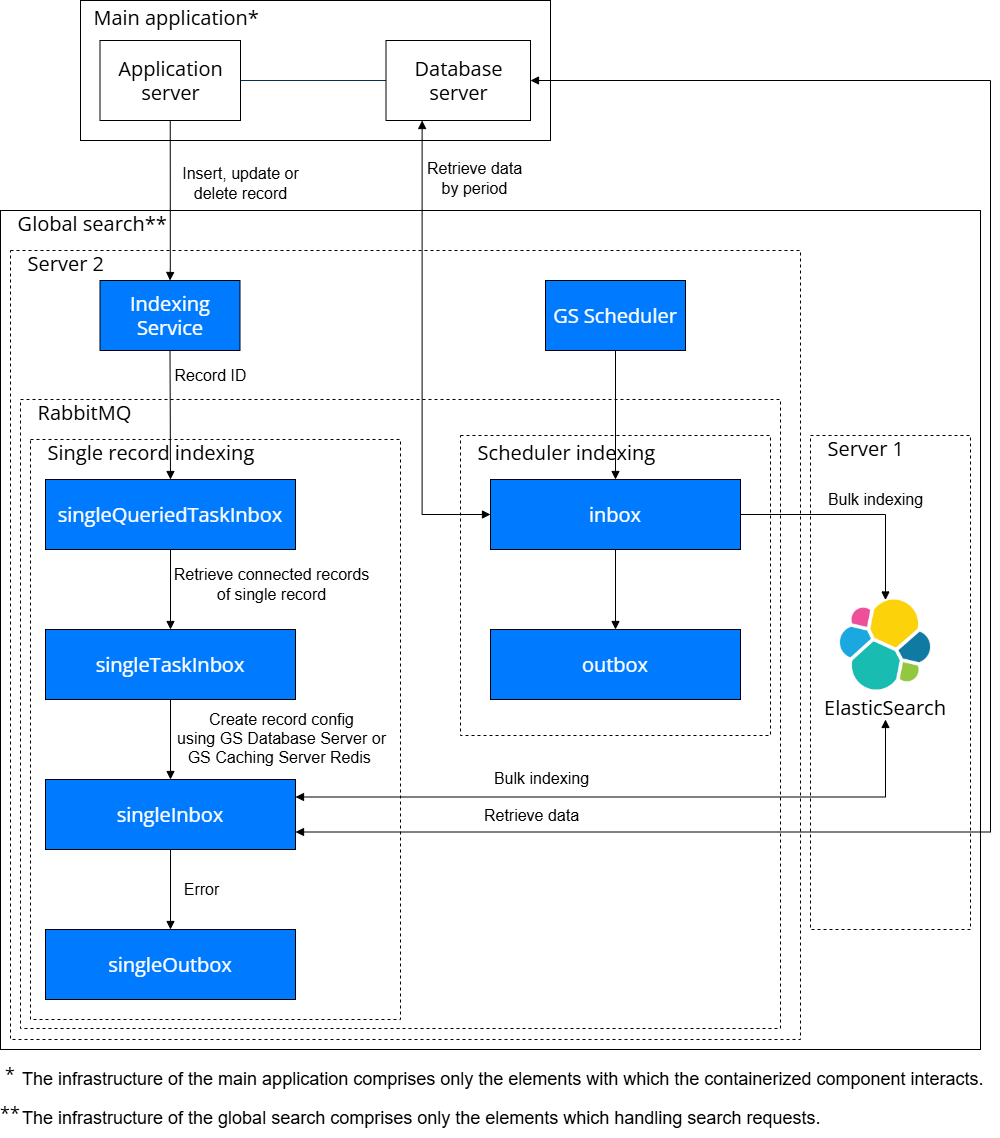 Main application*
Application
server
Database
server
Insert, update or
delete record
Retrieve data
by period
Global search**
Server 2
Indexing
Service
GS Scheduler
Record ID
RabbitMQ
Single record indexing
Scheduler indexing
Server 1
singleQueriedTaskInbox
inbox
Bulk indexing
Retrieve connected records
of single record
singleTaskInbox
outbox
ElasticSearch
Create record config
using GS Database Server or
GS Caching Server Redis
Bulk indexing
singleInbox
Retrieve data
Error
singleOutbox
* The infrastructure of the main application comprises only the elements with which the containerized component interacts.
** The infrastructure of the global search comprises only the elements which handling search requests.